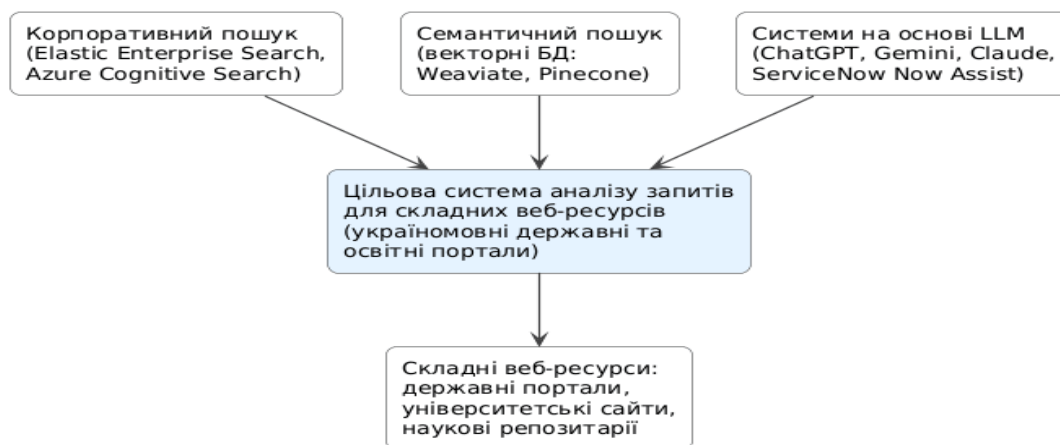 Корпоративний пошук
(Elastic Enterprise Search,
Azure Cognitive Search)
Семантичний пошук
(векторні БД:
Weaviate, Pinecone)
Системи на основі LLM
(ChatGPT, Gemini, Claude,
ServiceNow Now Assist)
Цільова система аналізу запитів
для складних веб-ресурсів
(україномовні державні та
освітні портали)
Складні веб-ресурси:
державні портали,
університетські сайти,
наукові репозитарії